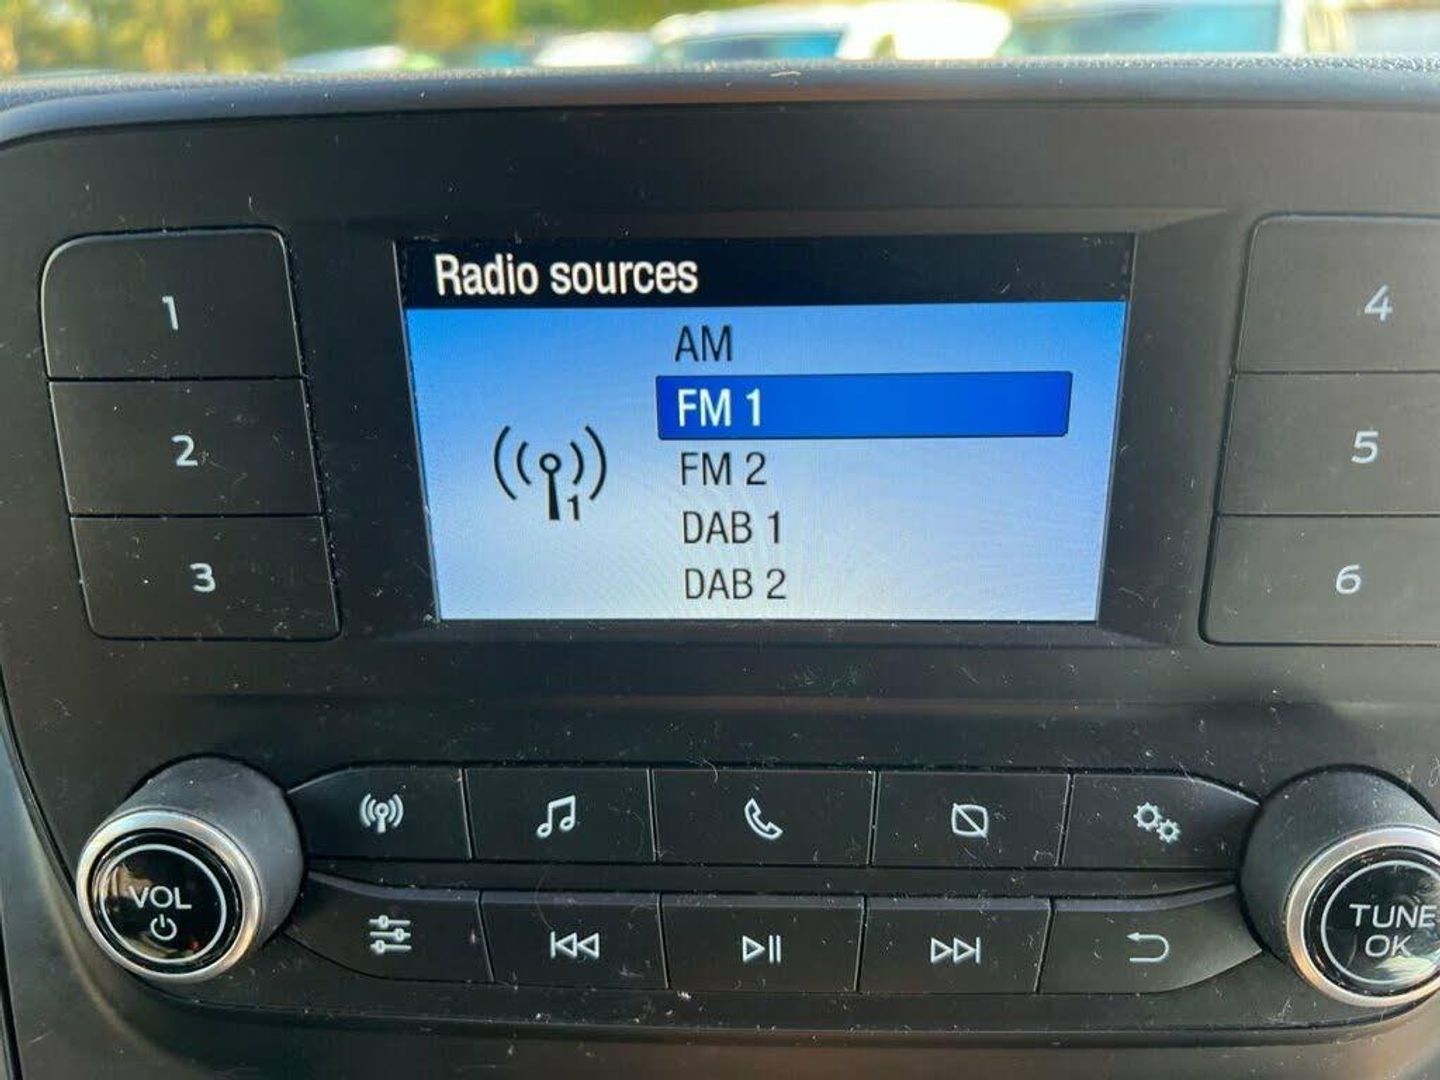 Radio sources
AM
FM 1
FM 2
DAB 1
DAB 2
1
1
2
3
4
5
6
VOL
TUNE
OK